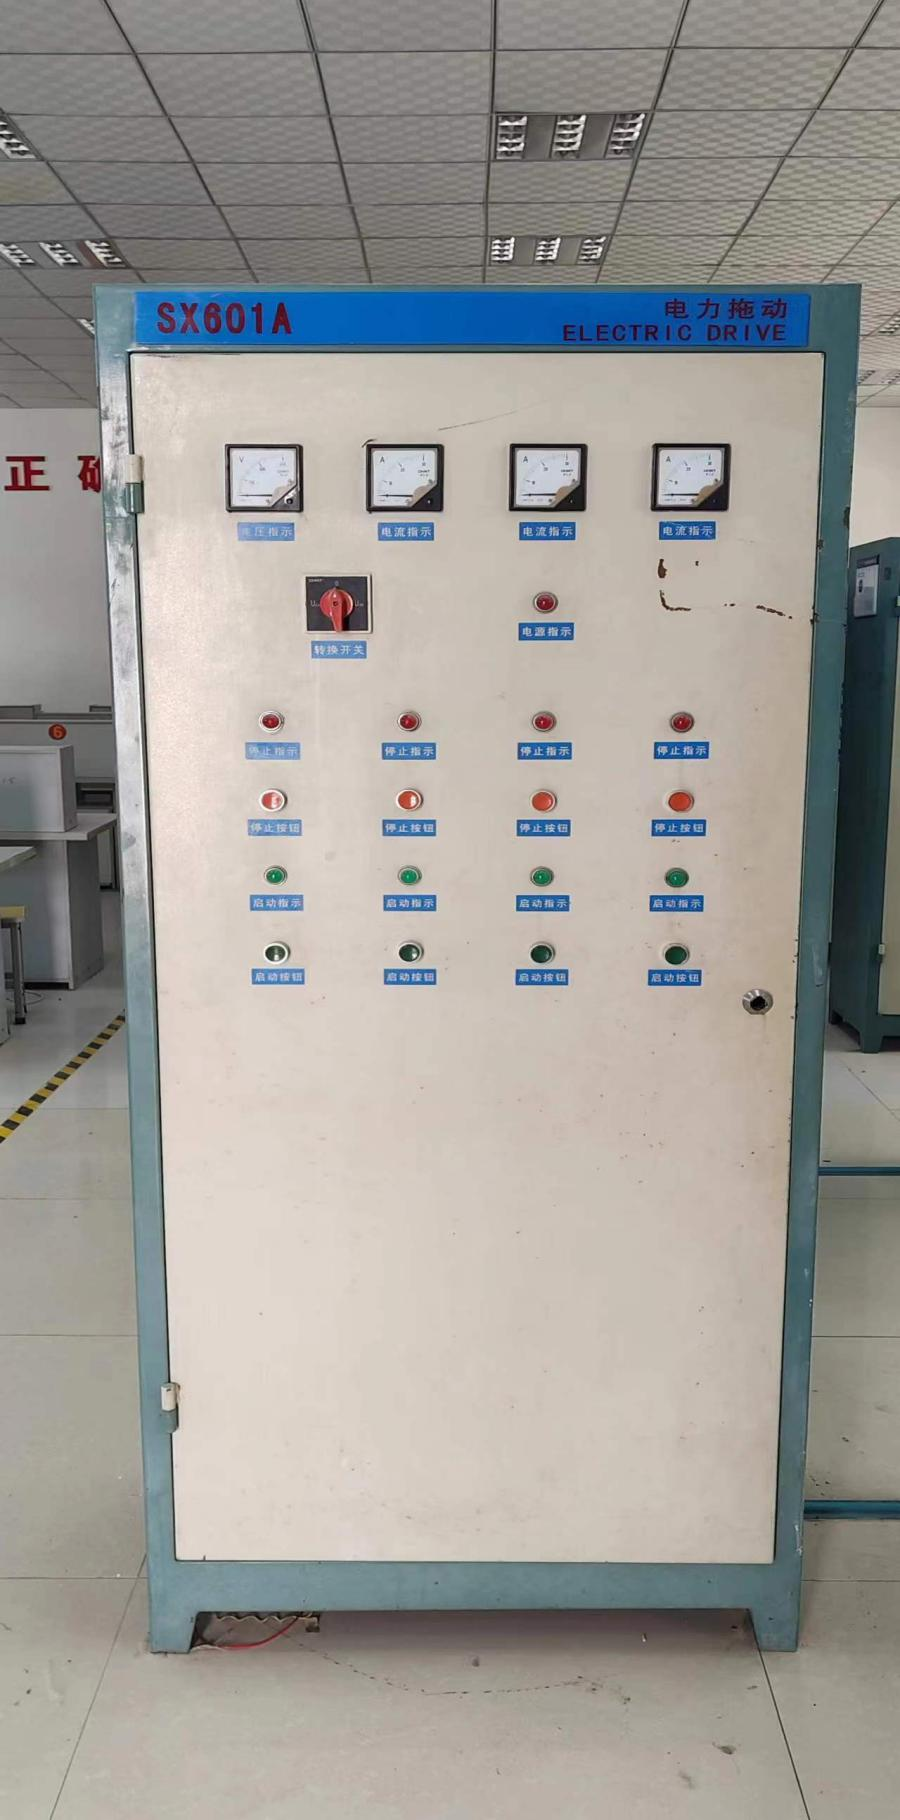 SX601A
电力拖动
ELECTRIC DRIVE
正
V
A
A
A
电压指示
电流指示
电流指示
电流指示
0
转换开关
电源指示
停止指示
停止指示
停止指示
停止指示
停止按钮
停止按钮
停止按钮
停止按钮
启动指示
启动指示
启动指示
启动指示
启动按钮
启动按钮
启动按钮
启动按钮
6